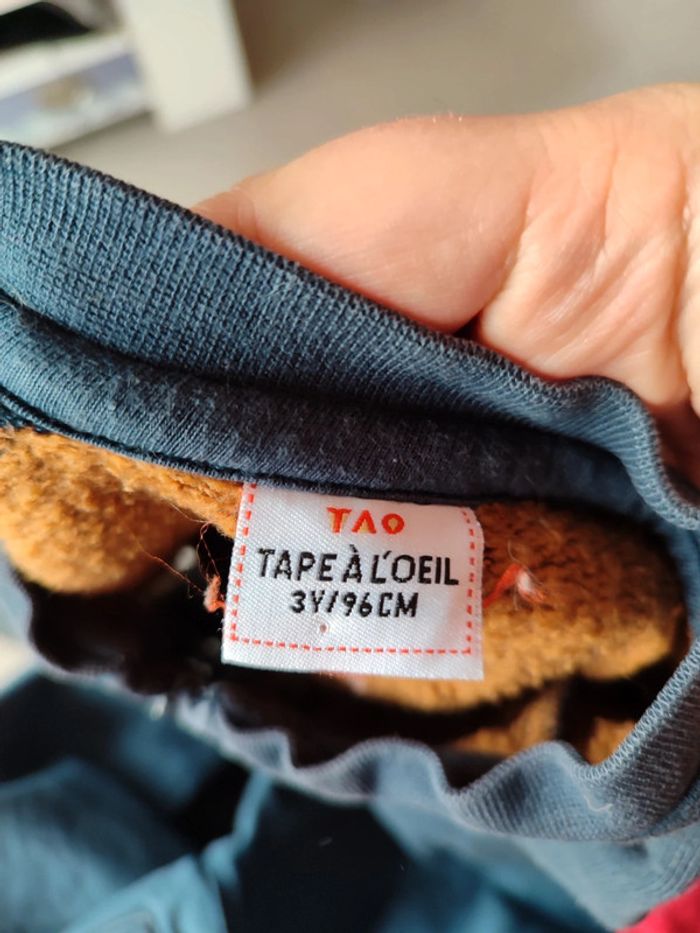 TAO
TAPE À L'OEIL
3Y/96CM